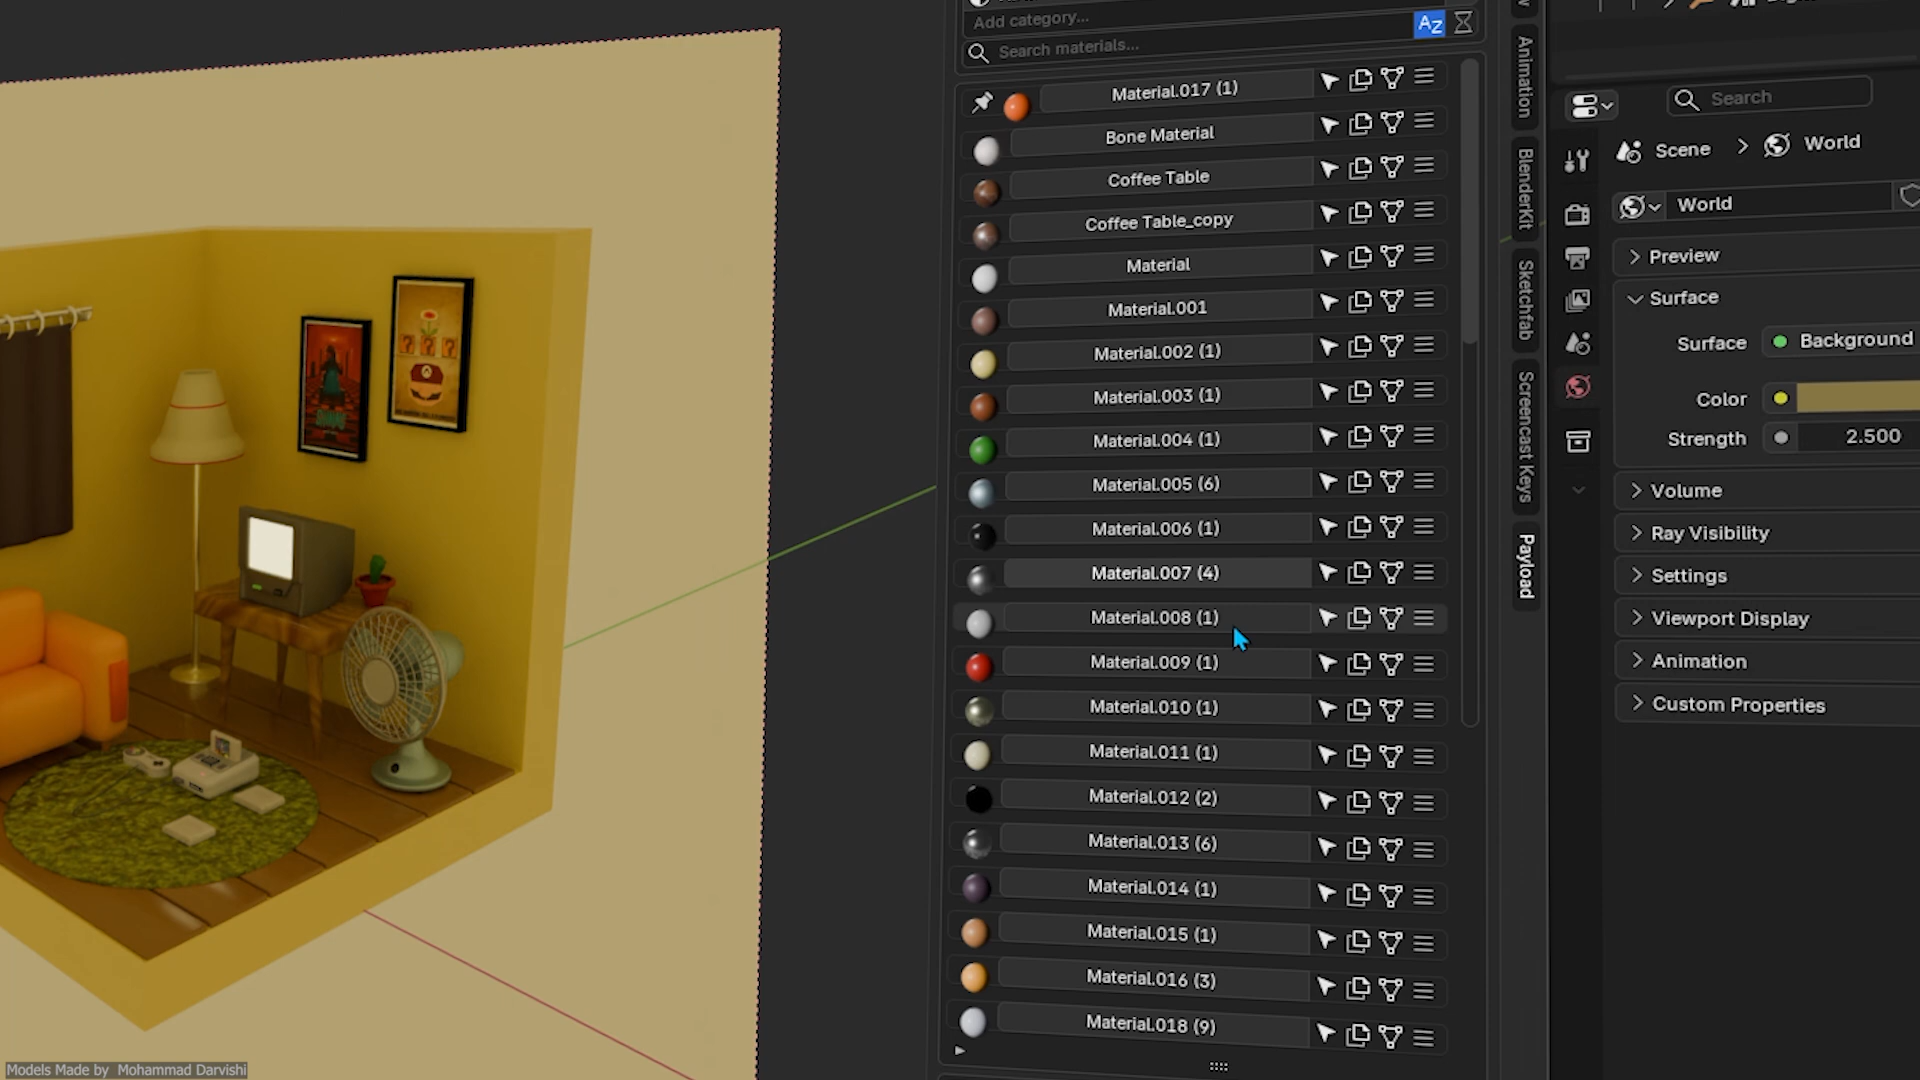 Add category...
AZ
Search materials...
Material.017 (1)
Bone Material
Coffee Table
Coffee Table_copy
Material
Material.001
Material.002 (1)
Material.003 (1)
Material.004 (1)
Material.005 (6)
Material.006 (1)
Material.007 (4)
Material.008 (1)
Material.009 (1)
Material.010 (1)
Material.011 (1)
Material.012 (2)
Material.013 (6)
Material.014 (1)
Material.015 (1)
Material.016 (3)
Material.018 (9)
Animation
BlenderKit
Sketchfab
Screencast Keys
Payload
Search
Scene
World
World
Preview
Surface
Surface
Background
Color
Strength
2.500
Volume
Ray Visibility
Settings
Viewport Display
Animation
Custom Properties
? ? ?
Models Made by Mohammad Darvishi